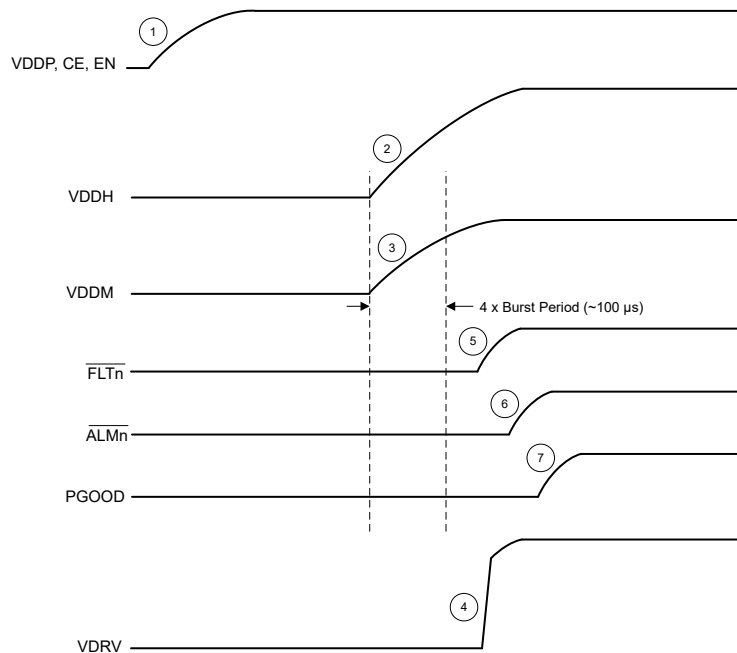 1
VDDP, CE, EN
2
VDDH
3
VDDM
4 x Burst Period (~100 µs)
5
FLTn
6
ALMn
7
PGOOD
4
VDRV